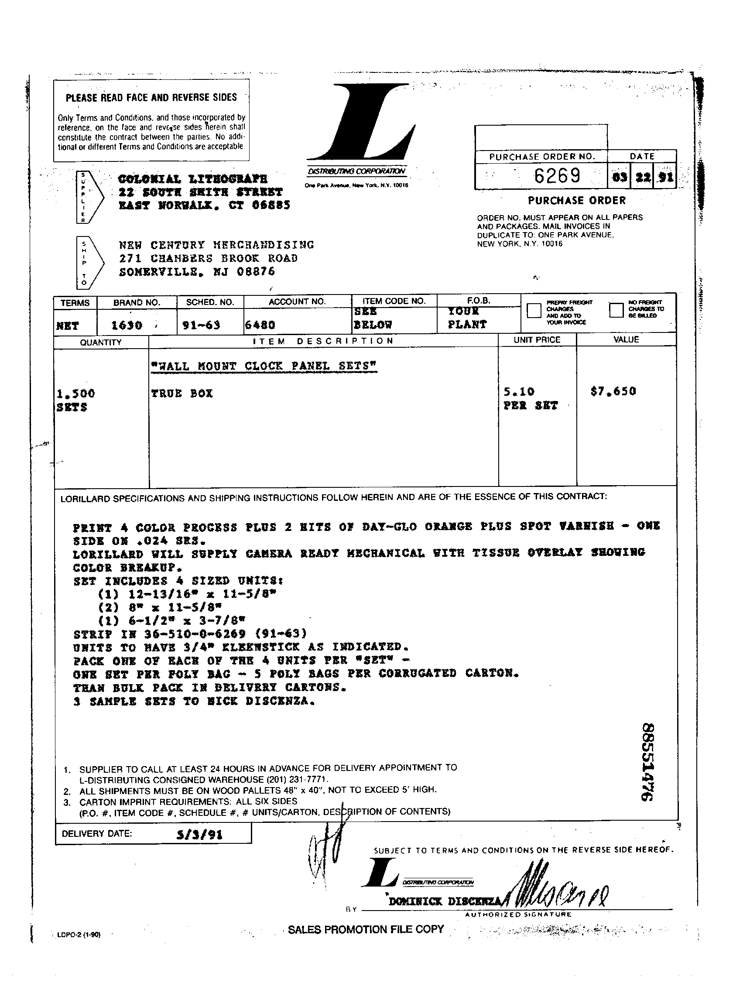 PLEASE READ FACE AND REVERSE SIDES
Only Terms and Conditions, and those incorporated by
reference, on the face and reverse sides herein shall
constitute the contract between the parties. No addi-
tional or different Terms and Conditions are acceptable.
L
DISTRIBUTING CORPORATION
One Park Avenue, New York, N.Y. 10016
PURCHASE ORDER NO. DATE
6269 03 22 91
PURCHASE ORDER
ORDER NO. MUST APPEAR ON ALL PAPERS
AND PACKAGES. MAIL INVOICES IN
DUPLICATE TO: ONE PARK AVENUE,
NEW YORK, N.Y. 10016
SUPPLIER
COLONIAL LITHOGRAPH
22 SOUTH SMITH STREET
EAST NORWALK, CT 06885
SHIP TO
NEW CENTURY MERCHANDISING
271 CHAMBERS BROOK ROAD
SOMERVILLE, NJ 08876
TERMS BRAND NO. SCHED. NO. ACCOUNT NO. ITEM CODE NO. F.O.B.
PREPAY FREIGHT
CHARGES
AND ADD TO
YOUR INVOICE
NO FREIGHT
CHARGES TO
BE BILLED
NET 1630 91-63 6480 SEE BELOW YOUR PLANT
QUANTITY ITEM DESCRIPTION UNIT PRICE VALUE
"WALL MOUNT CLOCK PANEL SETS"
1,500 TRUE BOX 5.10 $7,650
SETS PER SET
LORILLARD SPECIFICATIONS AND SHIPPING INSTRUCTIONS FOLLOW HEREIN AND ARE OF THE ESSENCE OF THIS CONTRACT:
PRINT 4 COLOR PROCESS PLUS 2 HITS OF DAY-GLO ORANGE PLUS SPOT VARNISH - ONE
SIDE ON .024 SBS.
LORILLARD WILL SUPPLY CAMERA READY MECHANICAL WITH TISSUE OVERLAY SHOWING
COLOR BREAKUP.
SET INCLUDES 4 SIZED UNITS:
(1) 12-13/16" x 11-5/8"
(2) 8" x 11-5/8"
(1) 6-1/2" x 3-7/8"
STRIP IN 36-510-0-6269 (91-63)
UNITS TO HAVE 3/4" KLEENSTICK AS INDICATED.
PACK ONE OF EACH OF THE 4 UNITS PER "SET" -
ONE SET PER POLY BAG - 5 POLY BAGS PER CORRUGATED CARTON.
THAN BULK PACK IN DELIVERY CARTONS.
3 SAMPLE SETS TO NICK DISCENZA.
88551476
1. SUPPLIER TO CALL AT LEAST 24 HOURS IN ADVANCE FOR DELIVERY APPOINTMENT TO
L-DISTRIBUTING CONSIGNED WAREHOUSE (201) 231-7771.
2. ALL SHIPMENTS MUST BE ON WOOD PALLETS 48" x 40", NOT TO EXCEED 5' HIGH.
3. CARTON IMPRINT REQUIREMENTS: ALL SIX SIDES
(P.O. #, ITEM CODE #, SCHEDULE #, # UNITS/CARTON, DESCRIPTION OF CONTENTS)
DELIVERY DATE: 5/3/91
SUBJECT TO TERMS AND CONDITIONS ON THE REVERSE SIDE HEREOF.
L
DISTRIBUTING CORPORATION
BY DOMINICK DISCENZA
AUTHORIZED SIGNATURE
LDPO-2 (1-90)
SALES PROMOTION FILE COPY